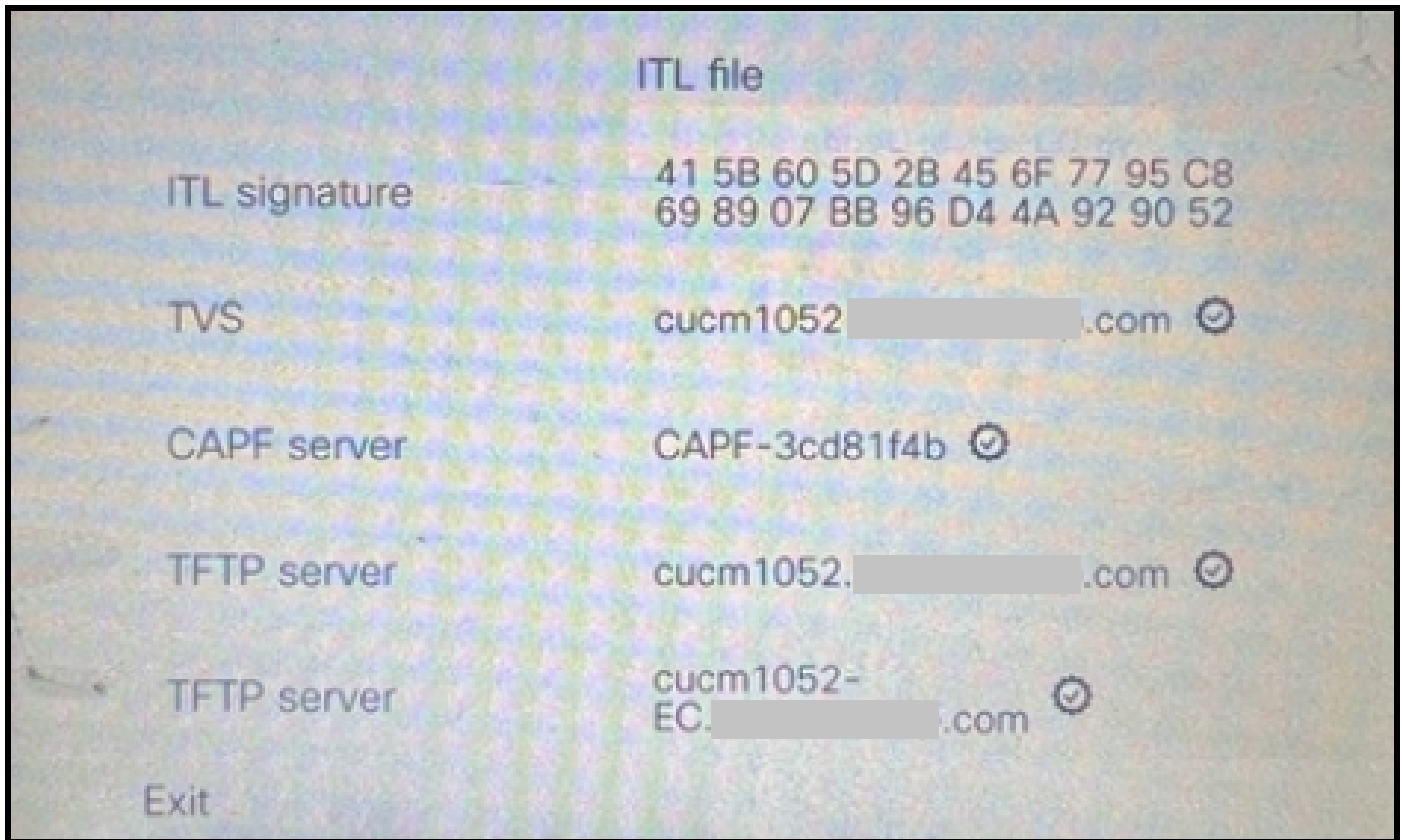 ITL file
ITL signature 41 5B 60 5D 2B 45 6F 77 95 C8
69 89 07 BB 96 D4 4A 92 90 52
TVS cucm1052 .com
CAPF server CAPF-3cd81f4b
TFTP server cucm1052. .com
TFTP server cucm1052-
EC. .com
Exit